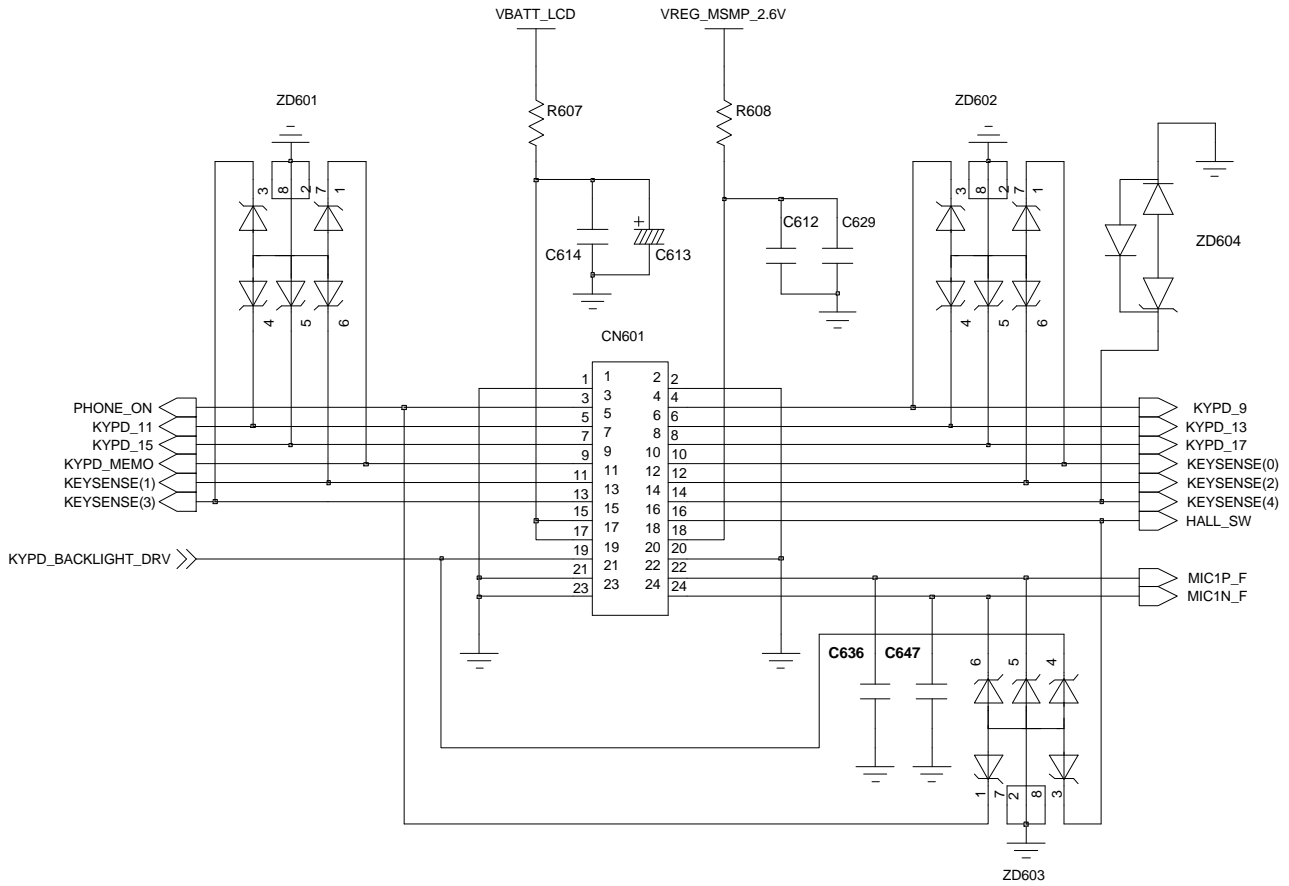 VBATT_LCD
VREG_MSMP_2.6V
ZD601
R607
R608
ZD602
3 8 2 7 1
3 8 2 7 1
+
C614
C613
C612
C629
ZD604
4 5 6
4 5 6
CN601
1 1 2 2
3 3 4 4
PHONE_ON 5 5 6 6 KYPD_9
KYPD_11 7 7 8 8 KYPD_13
KYPD_15 9 9 10 10 KYPD_17
KYPD_MEMO 11 11 12 12 KEYSENSE(0)
KEYSENSE(1) 13 13 14 14 KEYSENSE(2)
KEYSENSE(3) 15 15 16 16 KEYSENSE(4)
17 17 18 18 HALL_SW
19 19 20 20
KYPD_BACKLIGHT_DRV 21 21 22 22
23 23 24 24 MIC1P_F
MIC1N_F
C636
C647
6 5 4
1 7 2 8 3
ZD603